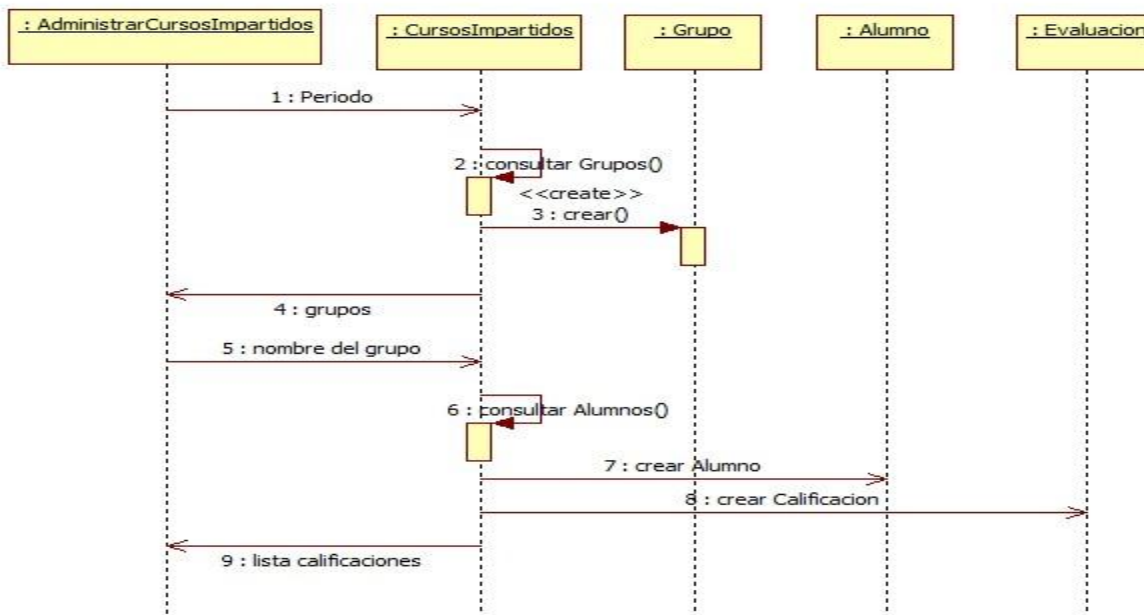 : AdministrarCursosImpartidos
: CursosImpartidos
: Grupo
: Alumno
: Evaluacion
1 : Periodo
2 : consultar Grupos()
<<create>>
3 : crear()
4 : grupos
5 : nombre del grupo
6 : consultar Alumnos()
7 : crear Alumno
8 : crear Calificacion
9 : lista calificaciones